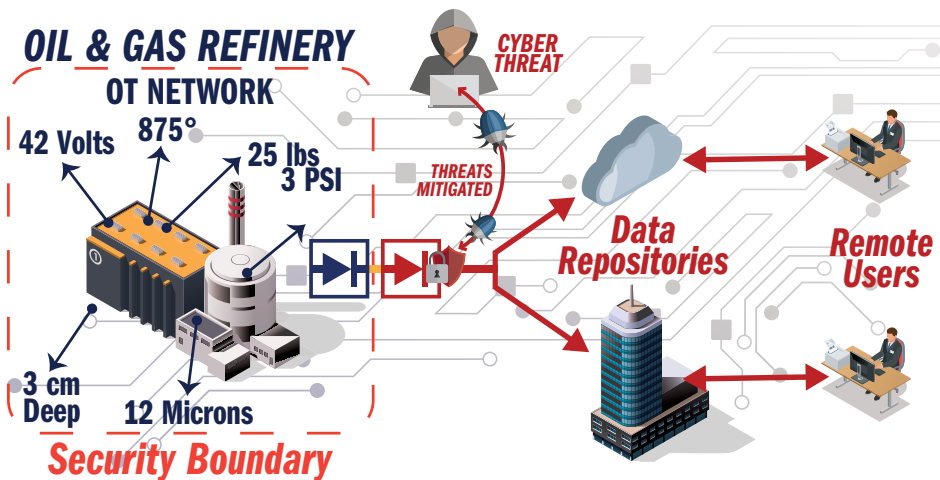 OIL & GAS REFINERY
OT NETWORK
42 Volts
875°
25 lbs
3 PSI
1
3 cm
Deep
12 Microns
Security Boundary
CYBER
THREAT
THREATS
MITIGATED
Data
Repositories
Remote
Users